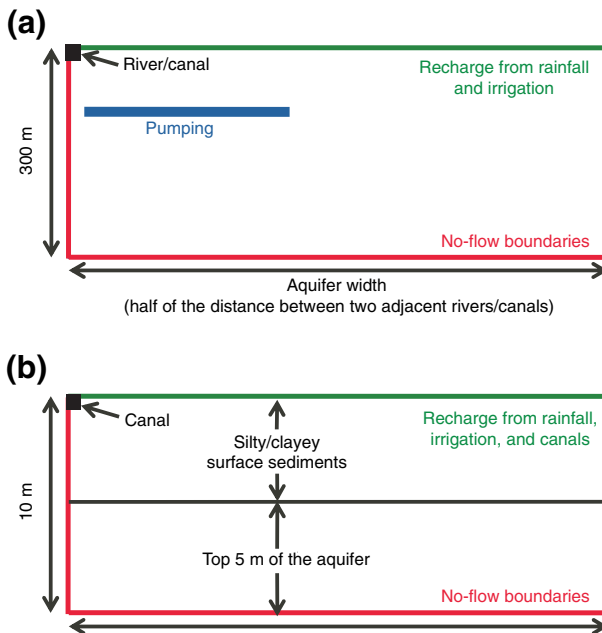 (a)
River/canal
Recharge from rainfall
and irrigation
Pumping
300 m
No-flow boundaries
Aquifer width
(half of the distance between two adjacent rivers/canals)
(b)
Canal
Recharge from rainfall,
irrigation, and canals
Silty/clayey
surface sediments
10 m
Top 5 m of the aquifer
No-flow boundaries